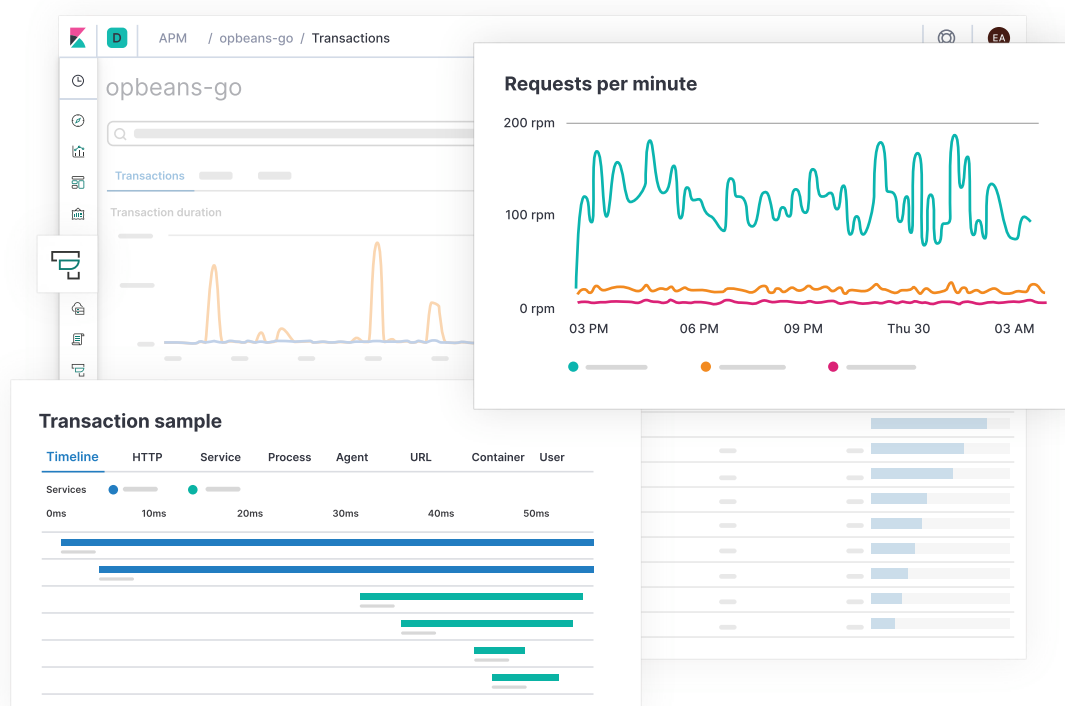 D
APM / opbeans-go / Transactions
EA
opbeans-go
Transactions
Transaction duration
Requests per minute
200 rpm
100 rpm
0 rpm
03 PM 06 PM 09 PM Thu 30 03 AM
Transaction sample
Timeline HTTP Service Process Agent URL Container User
Services
0ms 10ms 20ms 30ms 40ms 50ms